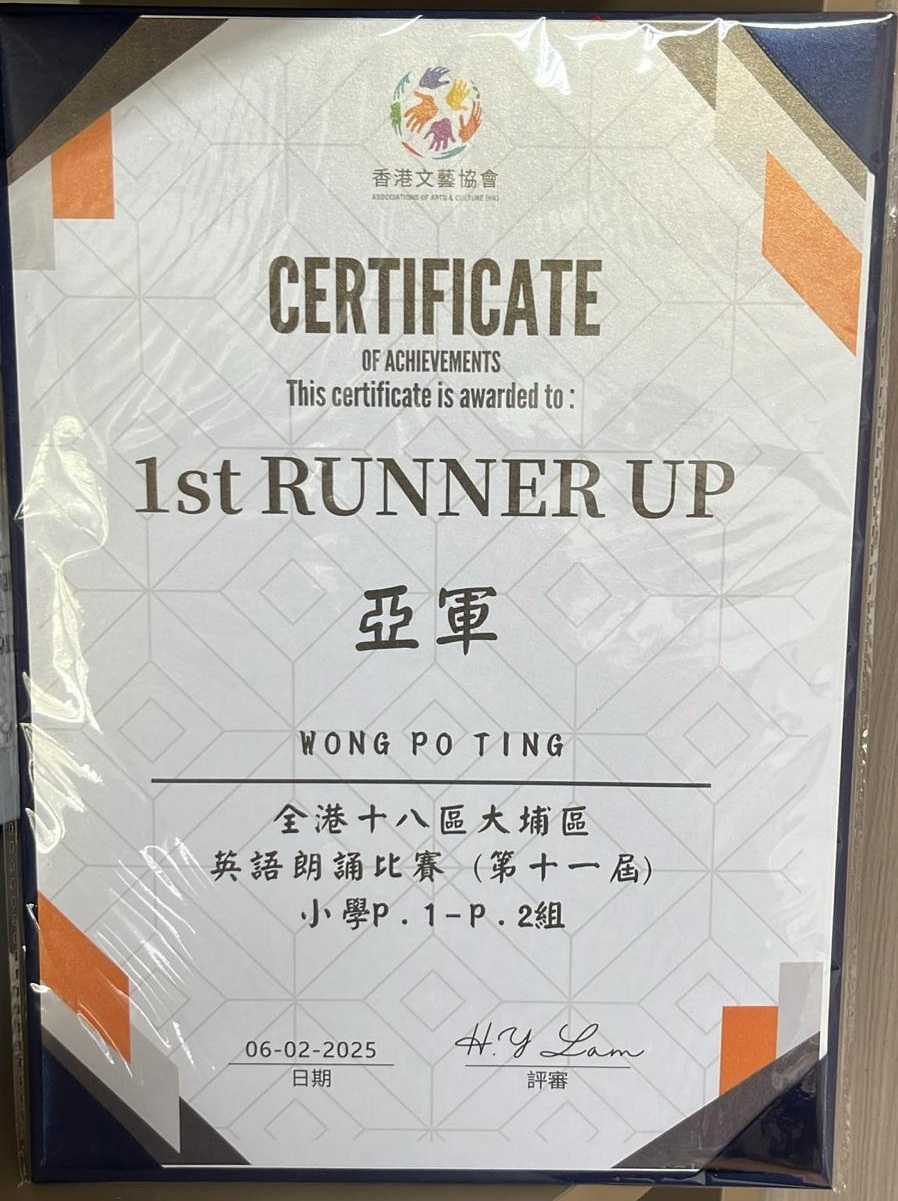 香港文藝協會
ASSOCIATIONS OF ARTS & CULTURE (HK)
CERTIFICATE
OF ACHIEVEMENTS
This certificate is awarded to :
1st RUNNER UP
亞軍
WONG PO TING
全港十八區大埔區
英語朗誦比賽 (第十一屆)
小學P.1-P.2組
06-02-2025 H.Y Lam
日期 評審